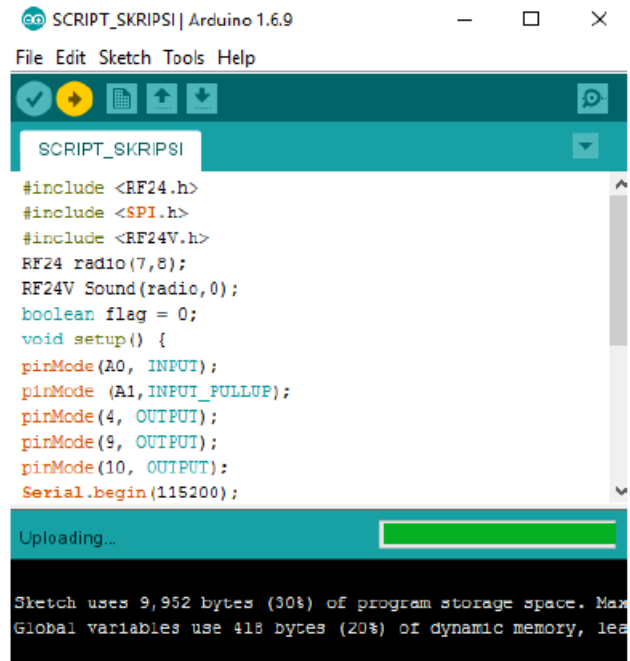 SCRIPT_SKRIPSI | Arduino 1.6.9
File Edit Sketch Tools Help
SCRIPT_SKRIPSI
#include <RF24.h>
#include <SPI.h>
#include <RF24V.h>
RF24 radio(7,8);
RF24V Sound(radio,0);
boolean flag = 0;
void setup() {
pinMode(A0, INPUT);
pinMode (A1,INPUT_PULLUP);
pinMode(4, OUTPUT);
pinMode(9, OUTPUT);
pinMode(10, OUTPUT);
Serial.begin(115200);
Uploading...
Sketch uses 9,952 bytes (30%) of program storage space. Max
Global variables use 418 bytes (20%) of dynamic memory, lea